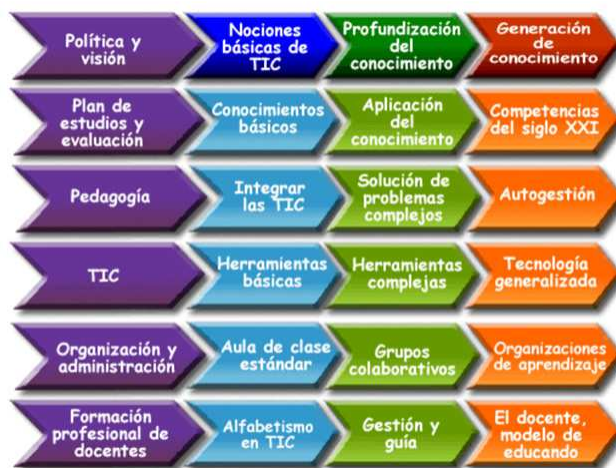 Política y
visión
Nociones
básicas de
TIC
Profundización
del
conocimiento
Generación
de
conocimiento
Plan de
estudios y
evaluación
Conocimientos
básicos
Aplicación
del
conocimiento
Competencias
del siglo XXI
Pedagogía
Integrar
las TIC
Solución de
problemas
complejos
Autogestión
TIC
Herramientas
básicas
Herramientas
complejas
Tecnología
generalizada
Organización y
administración
Aula de clase
estándar
Grupos
colaborativos
Organizaciones
de aprendizaje
Formación
profesional de
docentes
Alfabetismo
en TIC
Gestión y
guía
El docente,
modelo de
educando